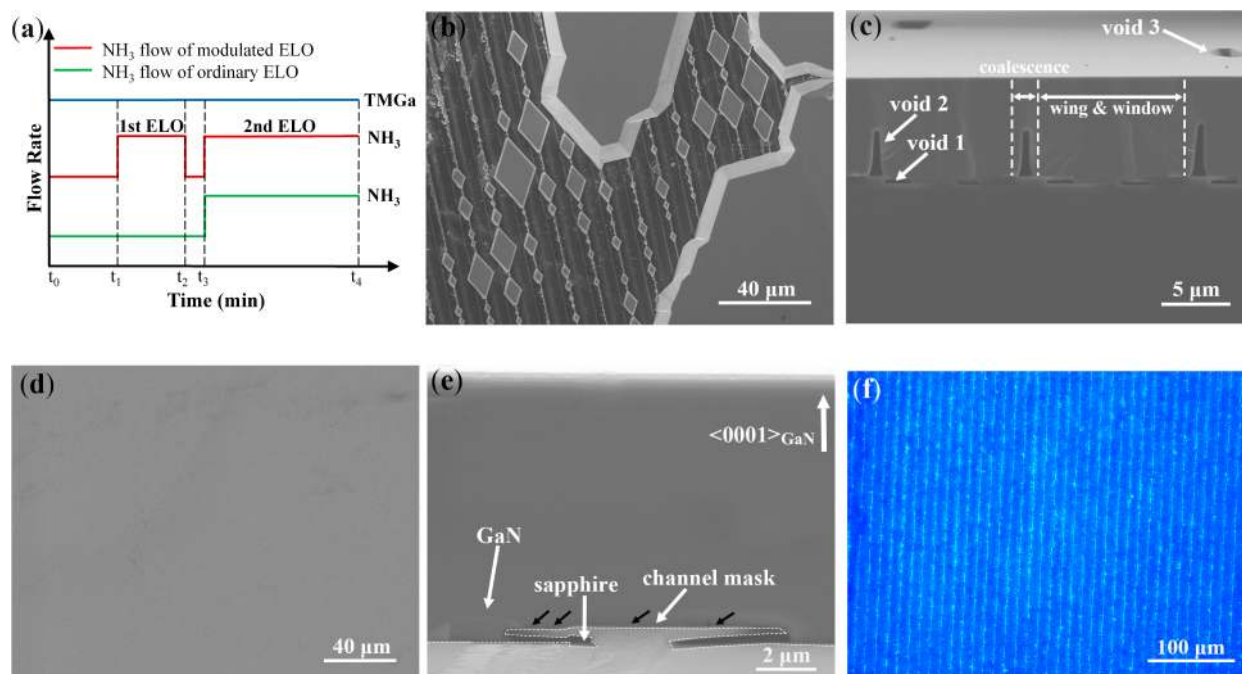 (a)
NH₃ flow of modulated ELO
NH₃ flow of ordinary ELO
TMGa
1st ELO
2nd ELO
NH₃
NH₃
Flow Rate
t₀
t₁
t₂
t₃
t₄
Time (min)
(b)
40 μm
(c)
void 3
coalescence
wing & window
void 2
void 1
5 μm
(d)
40 μm
(e)
<0001>GaN
GaN
sapphire
channel mask
2 μm
(f)
100 μm